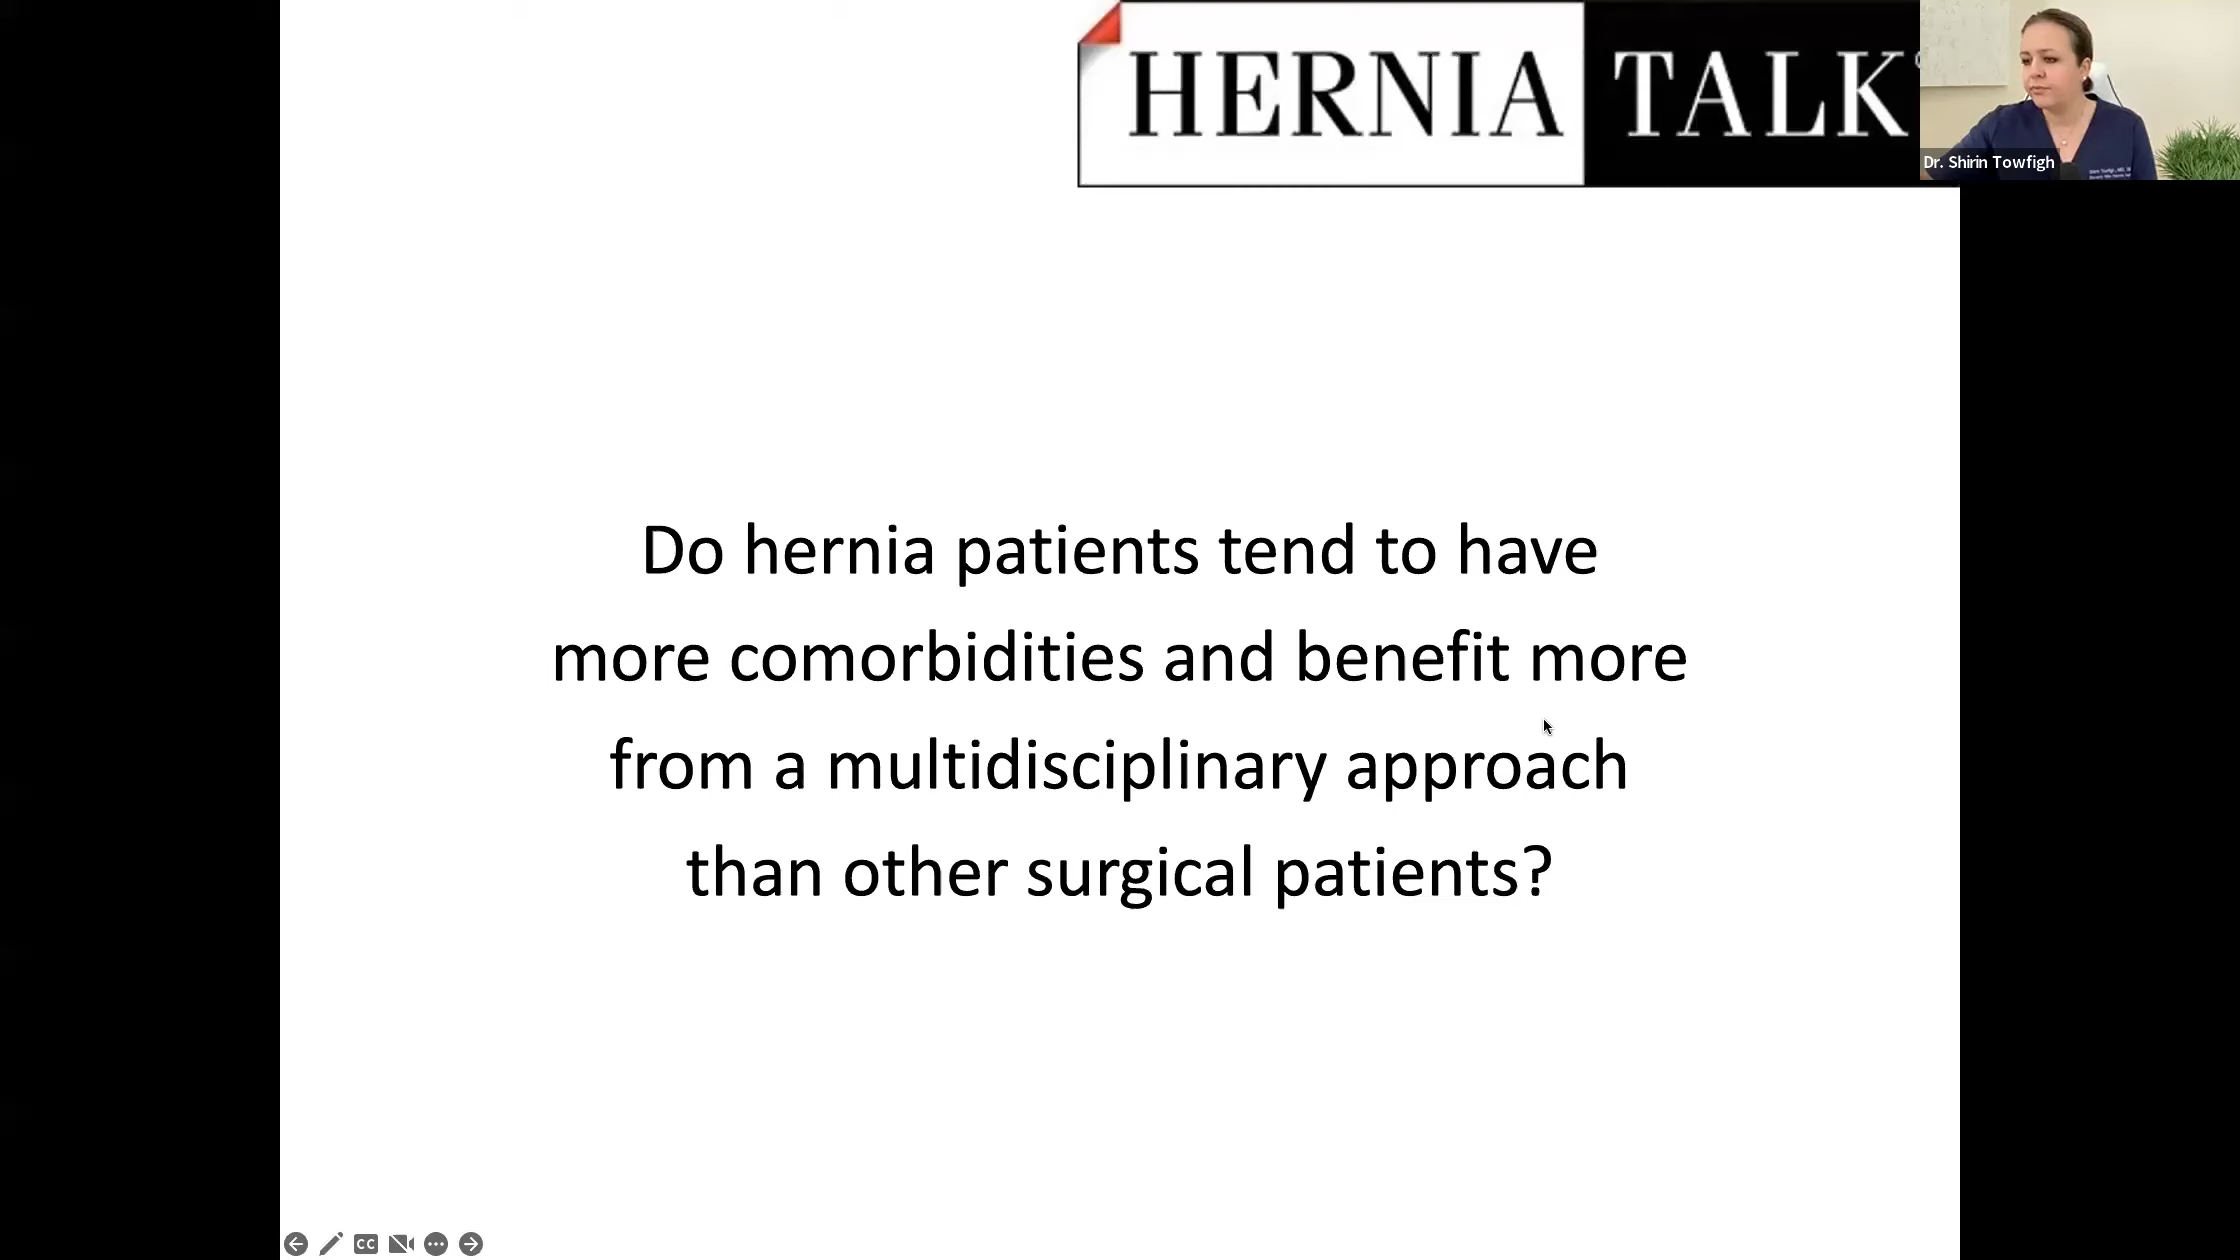 HERNIA TALK
Dr. Shirin Towfigh
Do hernia patients tend to have
more comorbidities and benefit more
from a multidisciplinary approach
than other surgical patients?
CC